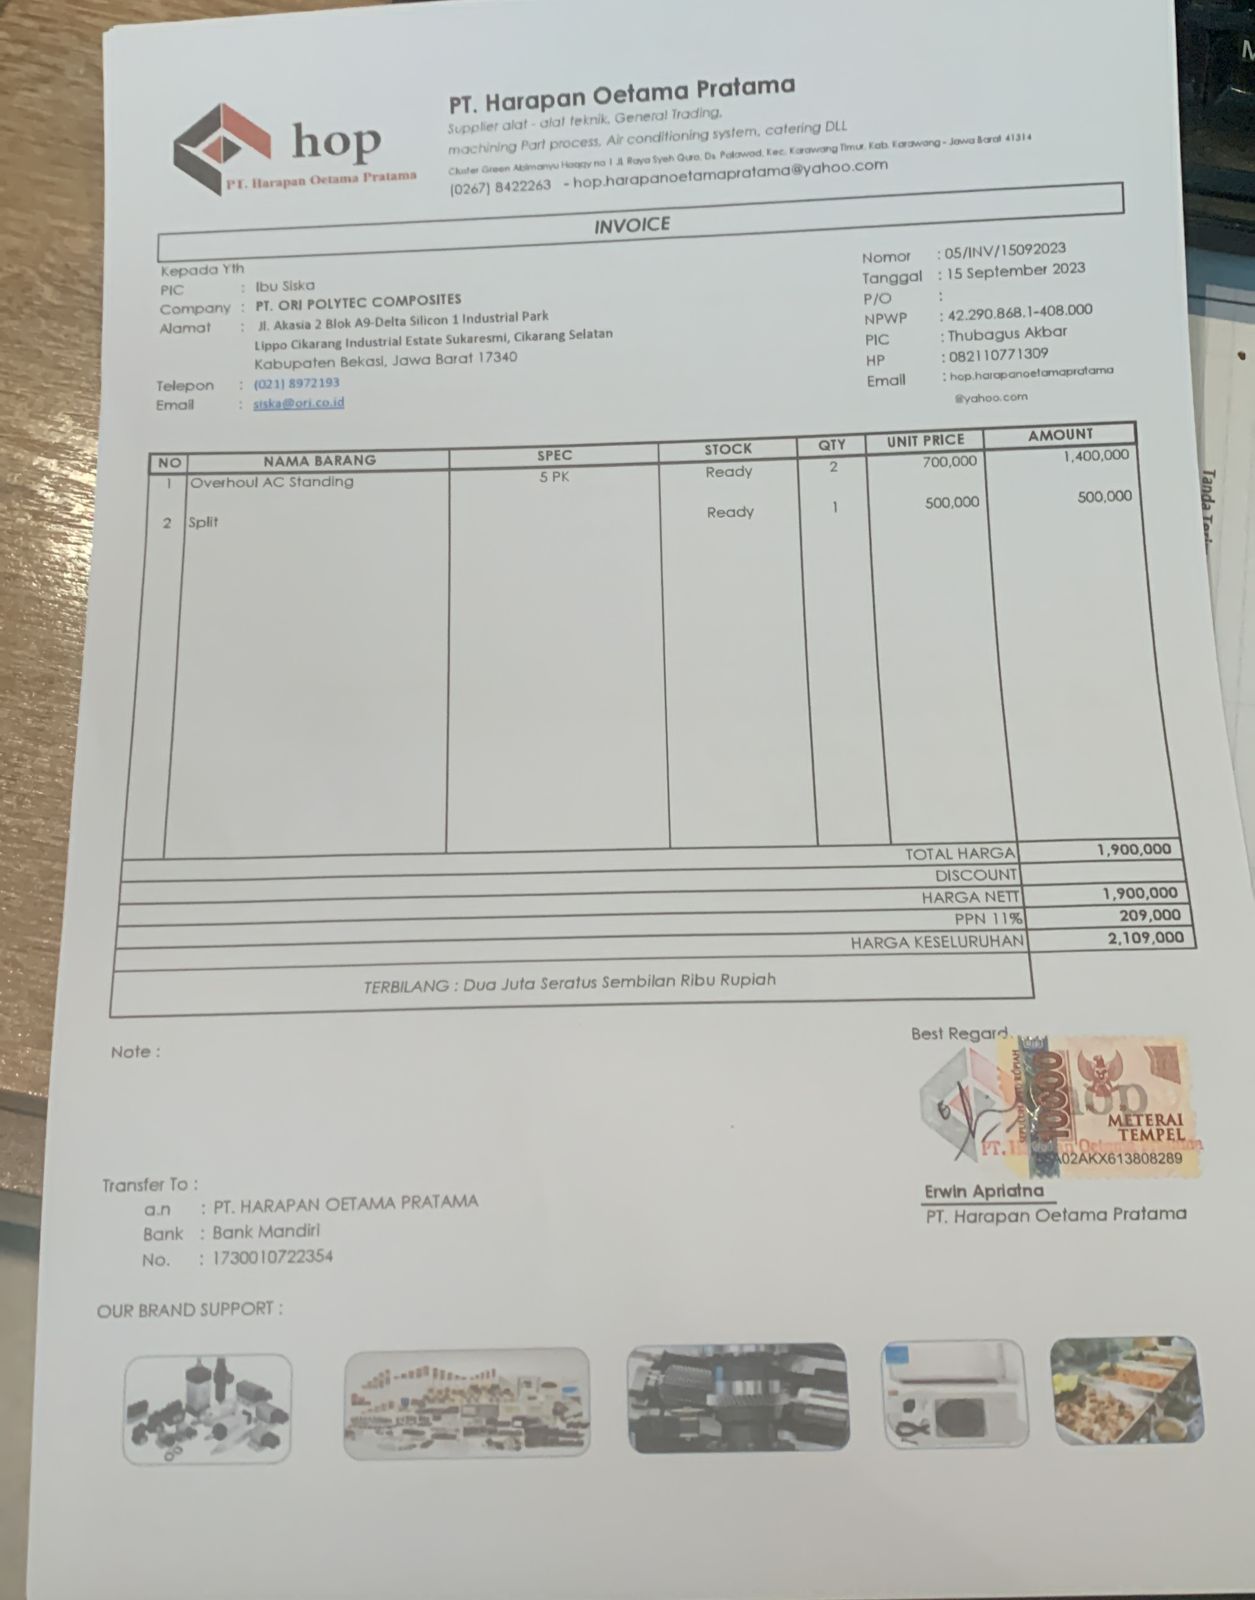 hop
PT. Harapan Oetama Pratama
PT. Harapan Oetama Pratama
Supplier alat - alat teknik, General Trading,
machining Part process, Air conditioning system, catering DLL
Cluster Green Abimanyu Haqqy no 1 Jl. Raya Syeh Quro, Ds. Palawad, Kec. Karawang Timur, Kab. Karawang - Jawa Barat 41314
(0267) 8422263 - hop.harapanoetamapratama@yahoo.com
INVOICE
Kepada Yth
PIC : Ibu Siska
Company : PT. ORI POLYTEC COMPOSITES
Alamat : Jl. Akasia 2 Blok A9-Delta Silicon 1 Industrial Park
Lippo Cikarang Industrial Estate Sukaresmi, Cikarang Selatan
Kabupaten Bekasi, Jawa Barat 17340
Telepon : (021) 8972193
Email : siska@ori.co.id
Nomor : 05/INV/15092023
Tanggal : 15 September 2023
P/O :
NPWP : 42.290.868.1-408.000
PIC : Thubagus Akbar
HP : 082110771309
Email : hop.harapanoetamapratama
@yahoo.com
NO NAMA BARANG SPEC STOCK QTY UNIT PRICE AMOUNT
1 Overhoul AC Standing 5 PK Ready 2 700,000 1,400,000
2 Split Ready 1 500,000 500,000
TOTAL HARGA 1,900,000
DISCOUNT
HARGA NETT 1,900,000
PPN 11% 209,000
HARGA KESELURUHAN 2,109,000
TERBILANG : Dua Juta Seratus Sembilan Ribu Rupiah
Note :
Best Regard,
10000
hop
METERAI
TEMPEL
02AKX613808289
Erwin Apriatna
PT. Harapan Oetama Pratama
Transfer To :
a.n : PT. HARAPAN OETAMA PRATAMA
Bank : Bank Mandiri
No. : 1730010722354
OUR BRAND SUPPORT :
Tanda